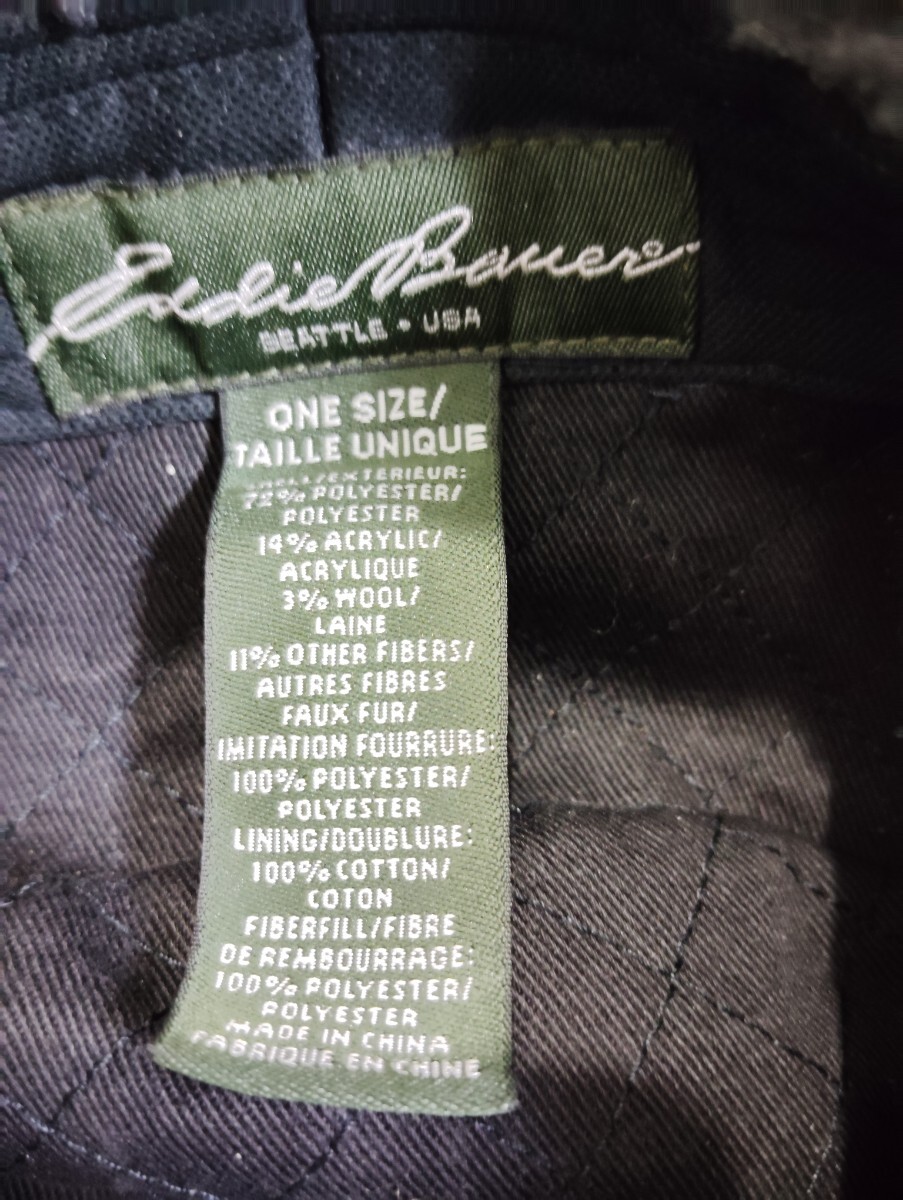 Eddie Bauer®
SEATTLE • USA
ONE SIZE/
TAILLE UNIQUE
SHELL/EXTERIEUR:
72% POLYESTER/
POLYESTER
14% ACRYLIC/
ACRYLIQUE
3% WOOL/
LAINE
11% OTHER FIBERS/
AUTRES FIBRES
FAUX FUR/
IMITATION FOURRURE:
100% POLYESTER/
POLYESTER
LINING/DOUBLURE:
100% COTTON/
COTON
FIBERFILL/FIBRE
DE REMBOURRAGE:
100% POLYESTER/
POLYESTER
MADE IN CHINA
FABRIQUE EN CHINE